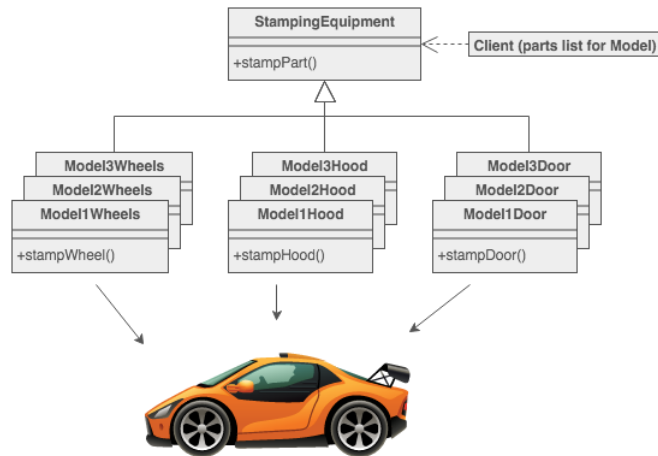 StampingEquipment
+stampPart()
Client (parts list for Model)
Model3Wheels
Model2Wheels
Model1Wheels
+stampWheel()
Model3Hood
Model2Hood
Model1Hood
+stampHood()
Model3Door
Model2Door
Model1Door
+stampDoor()